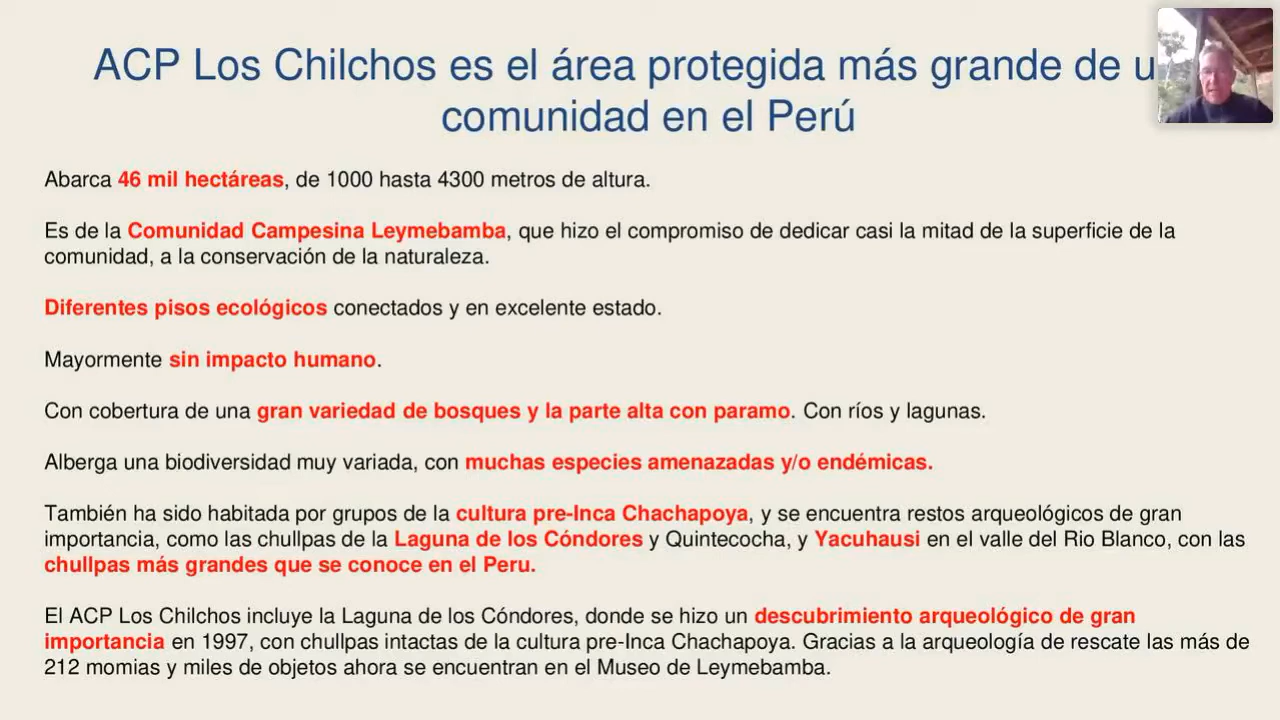 ACP Los Chilchos es el área protegida más grande de
comunidad en el Perú
Abarca 46 mil hectáreas, de 1000 hasta 4300 metros de altura.
Es de la Comunidad Campesina Leymebamba, que hizo el compromiso de dedicar casi la mitad de la superficie de la
comunidad, a la conservación de la naturaleza.
Diferentes pisos ecológicos conectados y en excelente estado.
Mayormente sin impacto humano.
Con cobertura de una gran variedad de bosques y la parte alta con paramo. Con ríos y lagunas.
Alberga una biodiversidad muy variada, con muchas especies amenazadas y/o endémicas.
También ha sido habitada por grupos de la cultura pre-Inca Chachapoya, y se encuentra restos arqueológicos de gran
importancia, como las chullpas de la Laguna de los Cóndores y Quintecocha, y Yacuhausi en el valle del Rio Blanco, con las
chullpas más grandes que se conoce en el Peru.
El ACP Los Chilchos incluye la Laguna de los Cóndores, donde se hizo un descubrimiento arqueológico de gran
importancia en 1997, con chullpas intactas de la cultura pre-Inca Chachapoya. Gracias a la arqueología de rescate las más de
212 momias y miles de objetos ahora se encuentran en el Museo de Leymebamba.